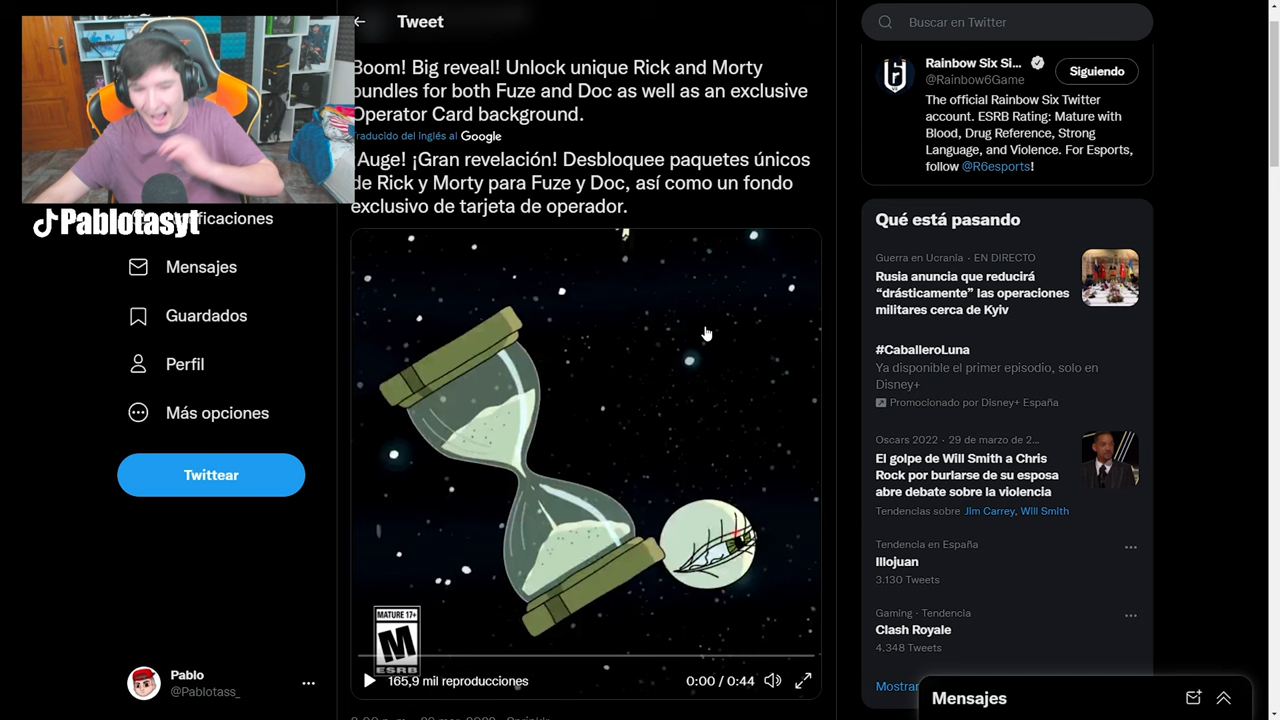 Tweet
Boom! Big reveal! Unlock unique Rick and Morty
bundles for both Fuze and Doc as well as an exclusive
Operator Card background.
Traducido del Inglés al Google
¡Auge! ¡Gran revelación! Desbloquee paquetes únicos
de Rick y Morty para Fuze y Doc, así como un fondo
exclusivo de tarjeta de operador.
Pablotasyt
ficaciones
Mensajes
Guardados
Perfil
Más opciones
Twittear
Pablo
@Pablotass_
MATURE 17+
M
ESRB
165,9 mil reproducciones
0:00 / 0:44
Buscar en Twitter
Rainbow Six Si...
@Rainbow6Game
Siguiendo
The official Rainbow Six Twitter
account. ESRB Rating: Mature with
Blood, Drug Reference, Strong
Language, and Violence. For Esports,
follow @R6esports!
Qué está pasando
Guerra en Ucrania · EN DIRECTO
Rusia anuncia que reducirá
“drásticamente” las operaciones
militares cerca de Kyiv
#CaballeroLuna
Ya disponible el primer episodio, solo en
Disney+
Promocionado por Disney+ España
Oscars 2022 · 29 de marzo de 2...
El golpe de Will Smith a Chris
Rock por burlarse de su esposa
abre debate sobre la violencia
Tendencias sobre Jim Carrey, Will Smith
Tendencia en España
Illojuan
3.130 Tweets
Gaming · Tendencia
Clash Royale
4.348 Tweets
Mostrar
Mensajes